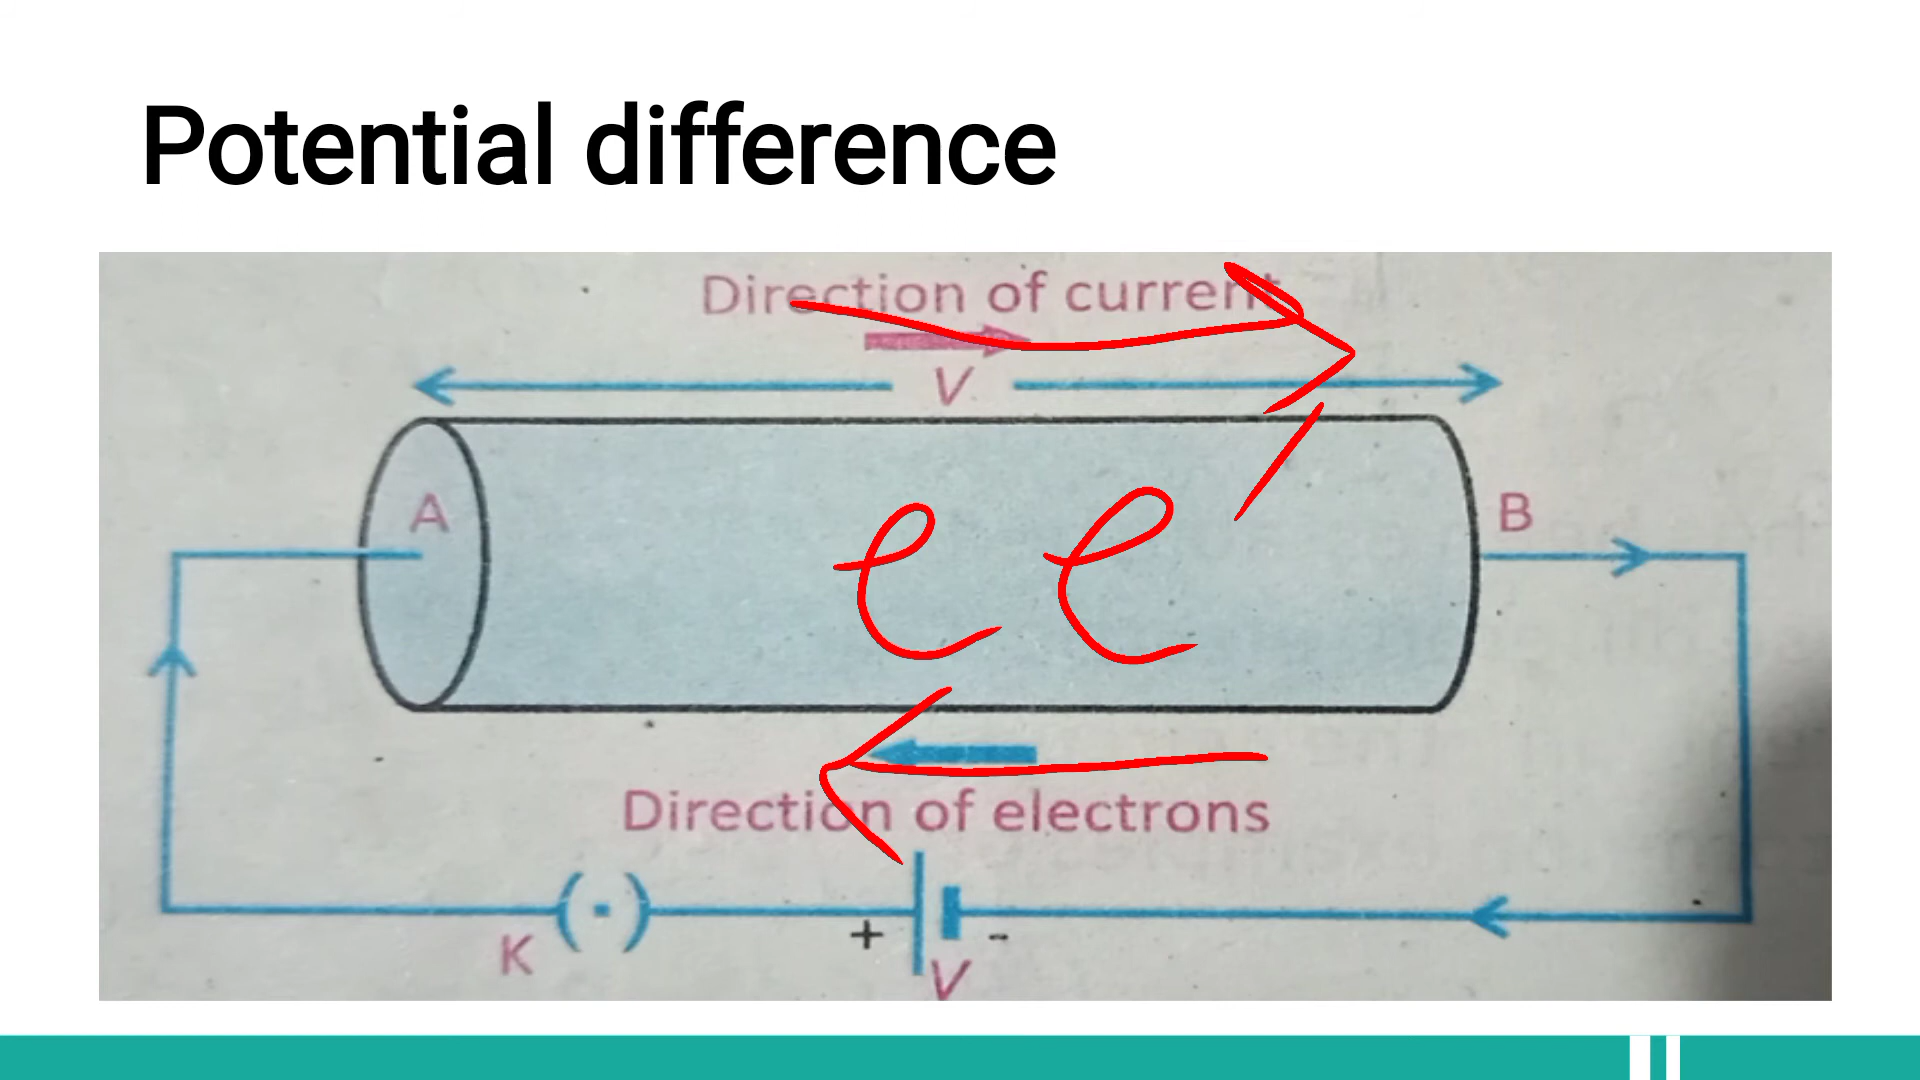 Potential difference
Direction of current
V
A
B
e e
Direction of electrons
K
+
-
V